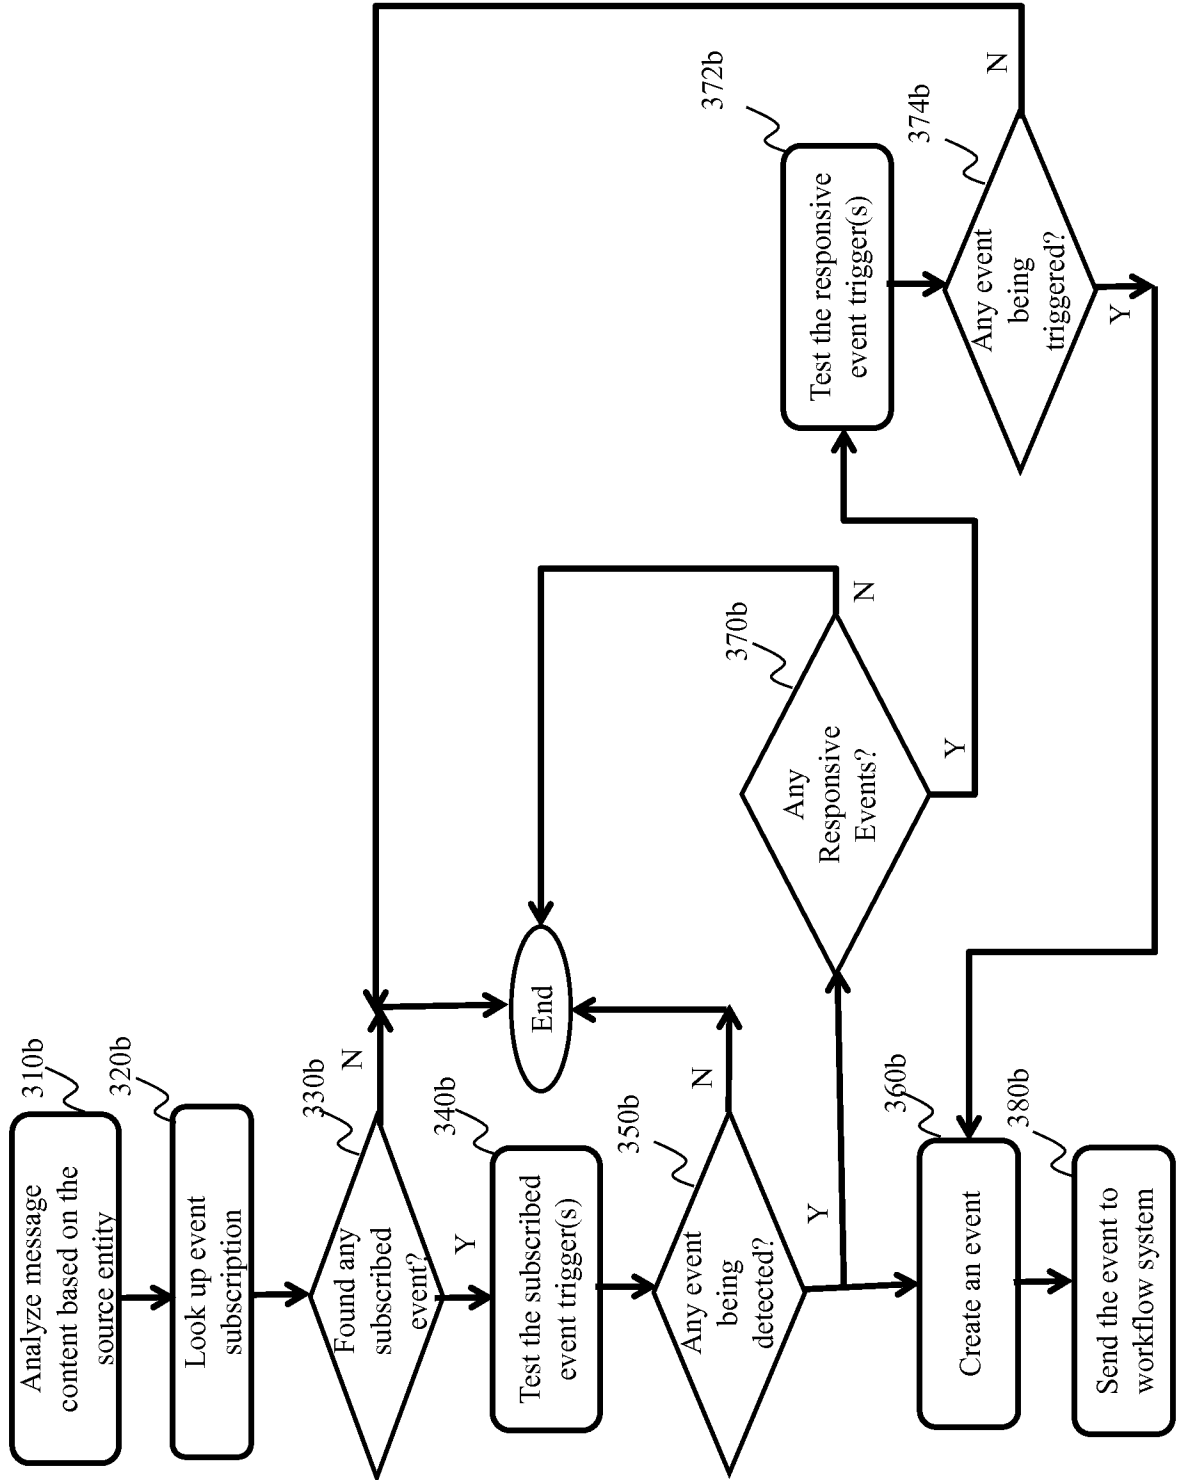 Analyze message
content based on the
source entity
310b
Look up event
subscription
320b
Found any
subscribed
event?
330b
N
Y
Test the subscribed
event trigger(s)
340b
End
Any event
being
detected?
350b
N
Y
Any
Responsive
Events?
370b
N
Y
Test the responsive
event trigger(s)
372b
Any event
being
triggered?
374b
N
Y
Create an event
360b
Send the event to
workflow system
380b